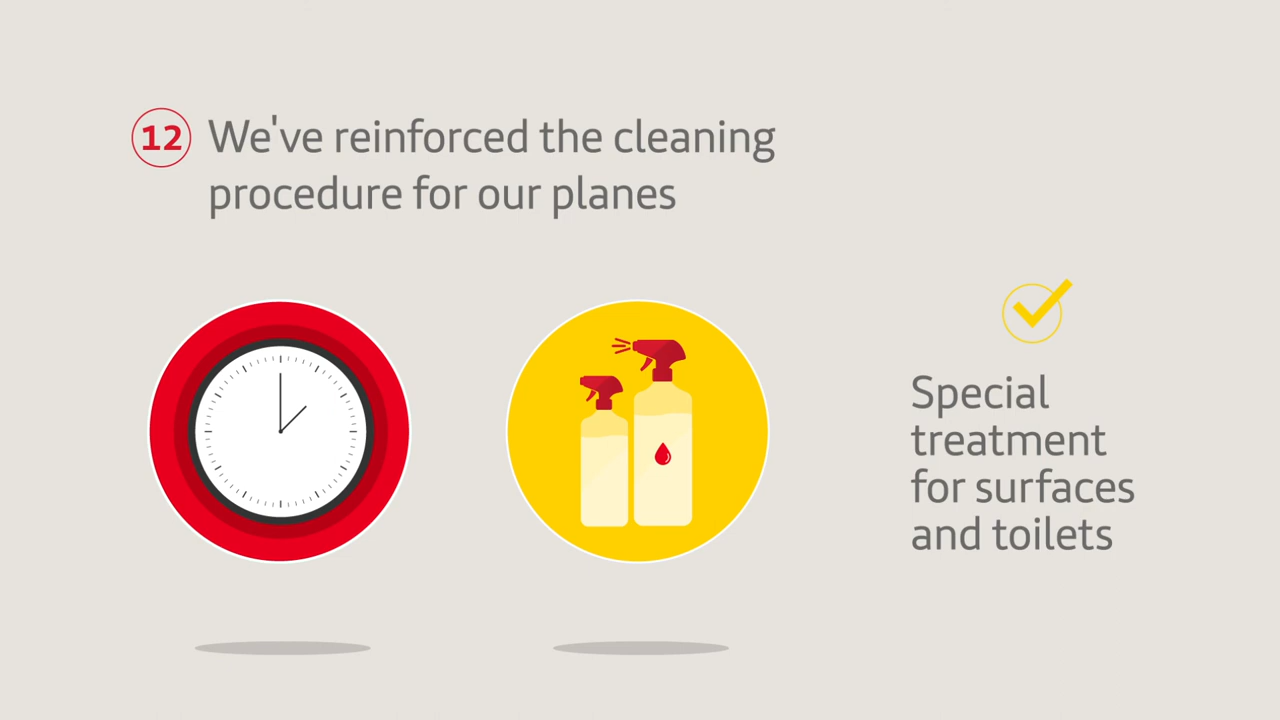 12 We've reinforced the cleaning
procedure for our planes
Special
treatment
for surfaces
and toilets